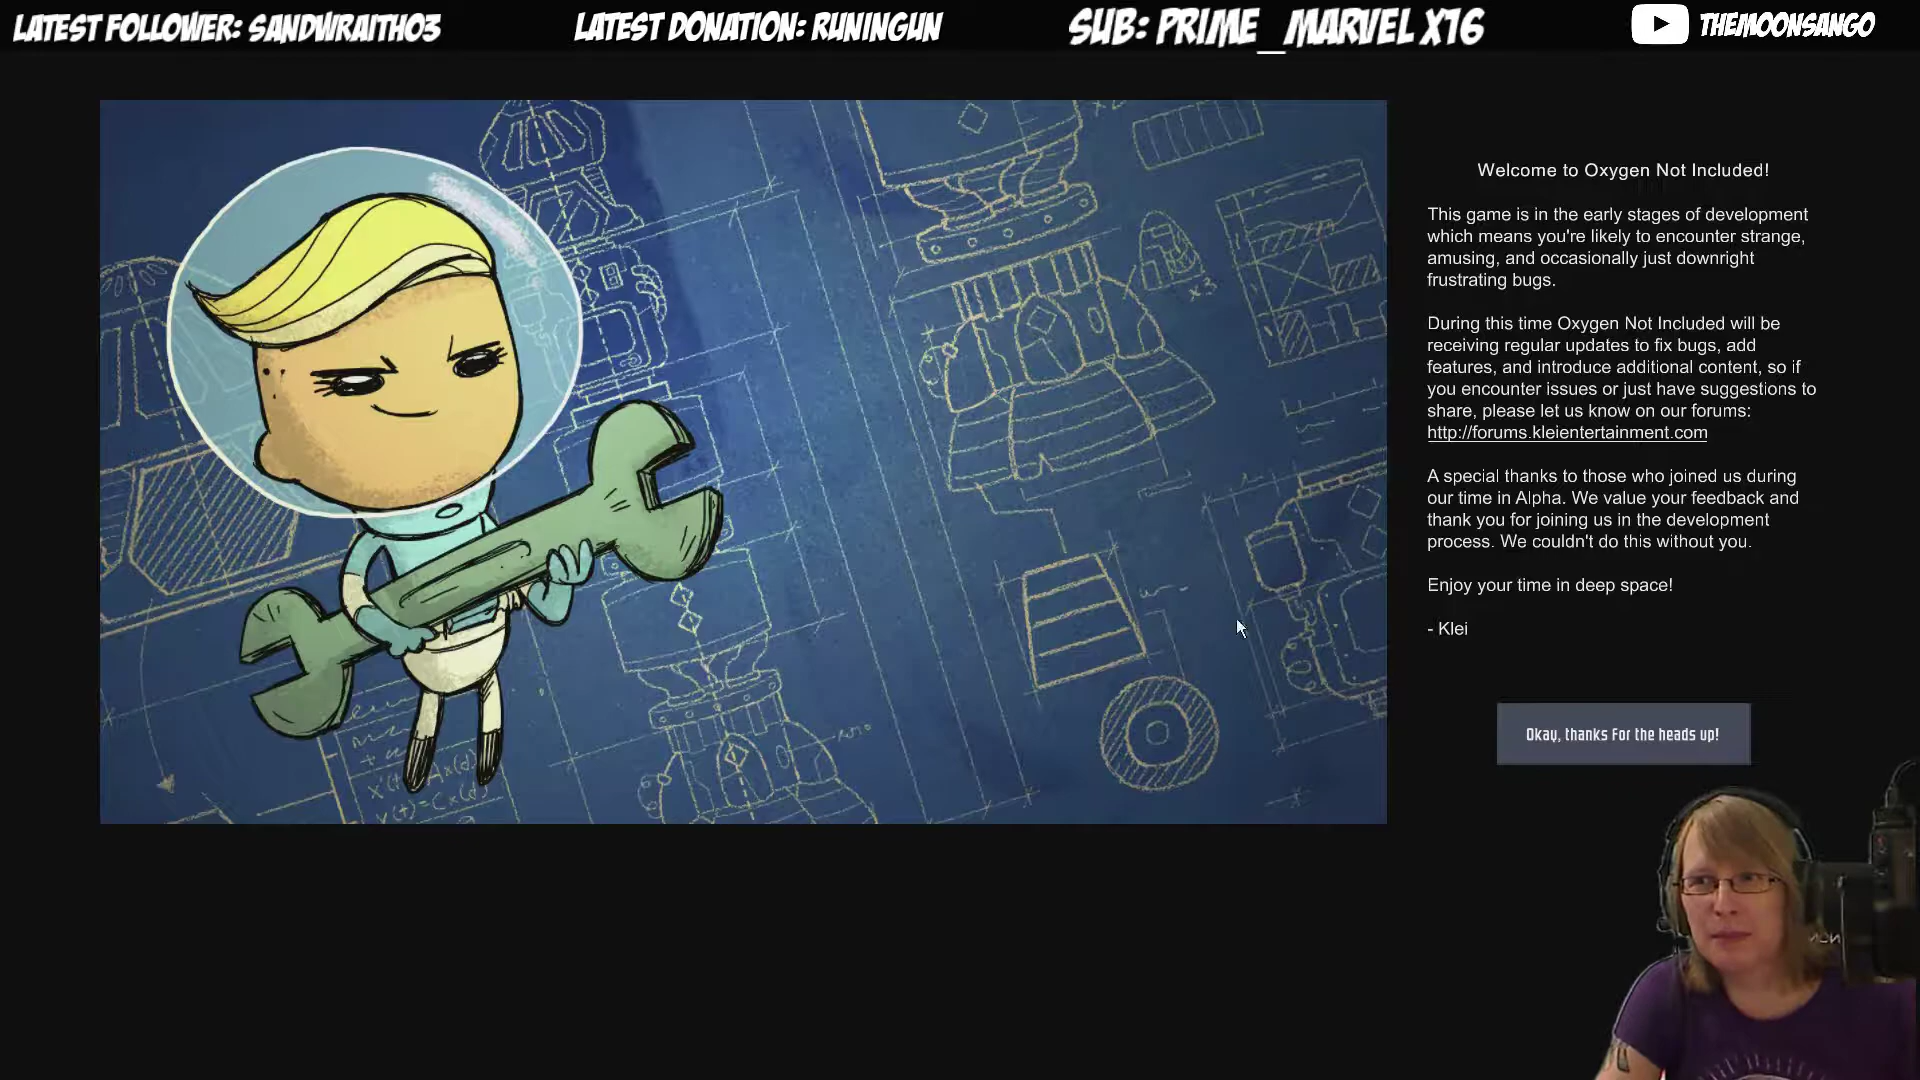 LATEST FOLLOWER: SANDWRAITH03
LATEST DONATION: RUNINGUN
SUB: PRIME_MARVEL X16
THEMOONSANGO
Welcome to Oxygen Not Included!
This game is in the early stages of development
which means you're likely to encounter strange,
amusing, and occasionally just downright
frustrating bugs.
During this time Oxygen Not Included will be
receiving regular updates to fix bugs, add
features, and introduce additional content, so if
you encounter issues or just have suggestions to
share, please let us know on our forums:
http://forums.kleientertainment.com
A special thanks to those who joined us during
our time in Alpha. We value your feedback and
thank you for joining us in the development
process. We couldn't do this without you.
Enjoy your time in deep space!
- Klei
Okay, thanks for the heads up!
x3